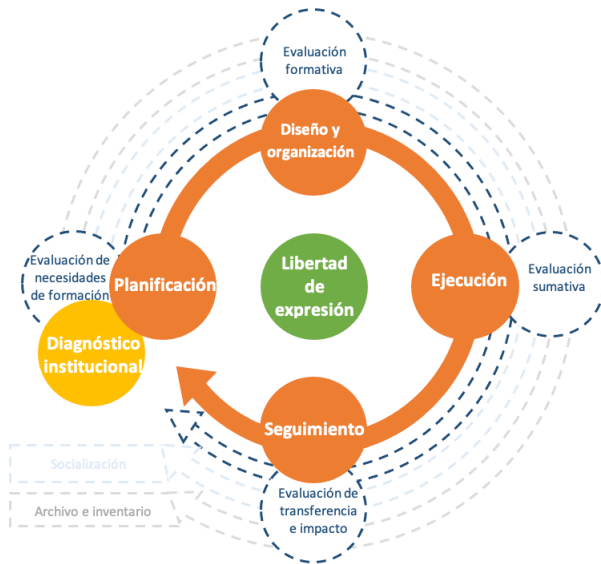 Evaluación
formativa
Diseño y
organización
Evaluación de
necesidades
de formación
Planificación
Libertad
de
expresión
Ejecución
Evaluación
sumativa
Diagnóstico
institucional
Seguimiento
Socialización
Archivo e inventario
Evaluación de
transferencia
e impacto